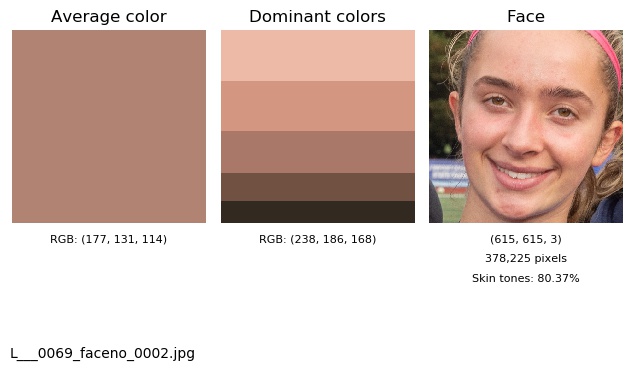 Average color
Dominant colors
Face
RGB: (177, 131, 114)
RGB: (238, 186, 168)
(615, 615, 3)
378,225 pixels
Skin tones: 80.37%
L___0069_faceno_0002.jpg